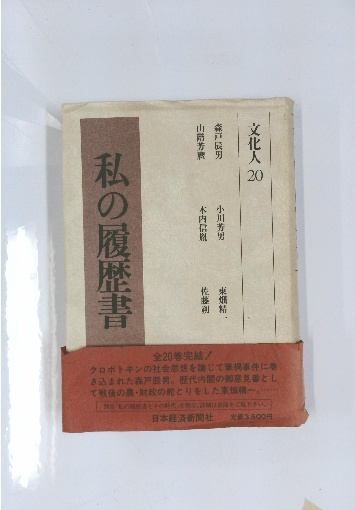 文化人 20
森戸辰男 小川芳男 東畑精一
山階芳麿 木内信胤
私の履歴書
全20巻完結!
クロポトキンの社会思想を論じて筆禍事件に巻
き込まれた森戸辰男。歴代内閣の御意見番とし
て戦後の農・財政の舵とりをした東畑精一。
日本経済新聞社
定価3,500円